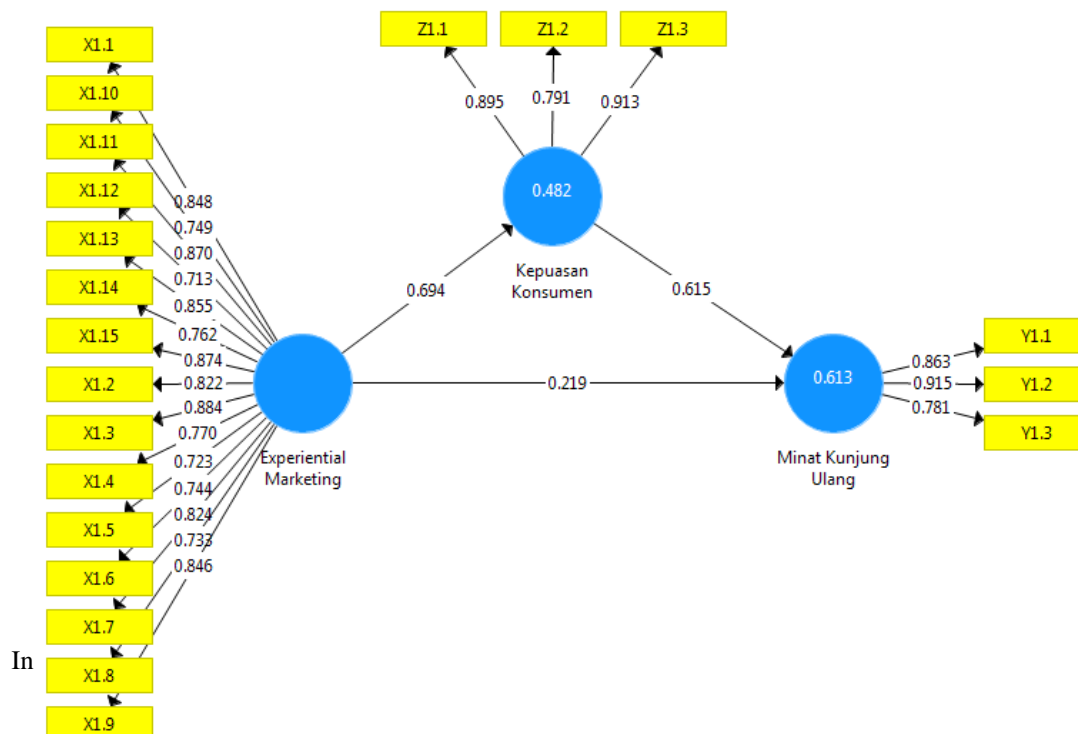 Z1.1
Z1.2
Z1.3
X1.1
X1.10
X1.11
X1.12
X1.13
X1.14
X1.15
X1.2
X1.3
X1.4
X1.5
X1.6
X1.7
X1.8
X1.9
0.848
0.749
0.870
0.713
0.855
0.762
0.874
0.822
0.884
0.770
0.723
0.744
0.824
0.733
0.846
0.895
0.791
0.913
0.482
Kepuasan
Konsumen
0.694
0.615
0.219
Experiential
Marketing
0.613
Minat Kunjung
Ulang
0.863
0.915
0.781
Y1.1
Y1.2
Y1.3
In